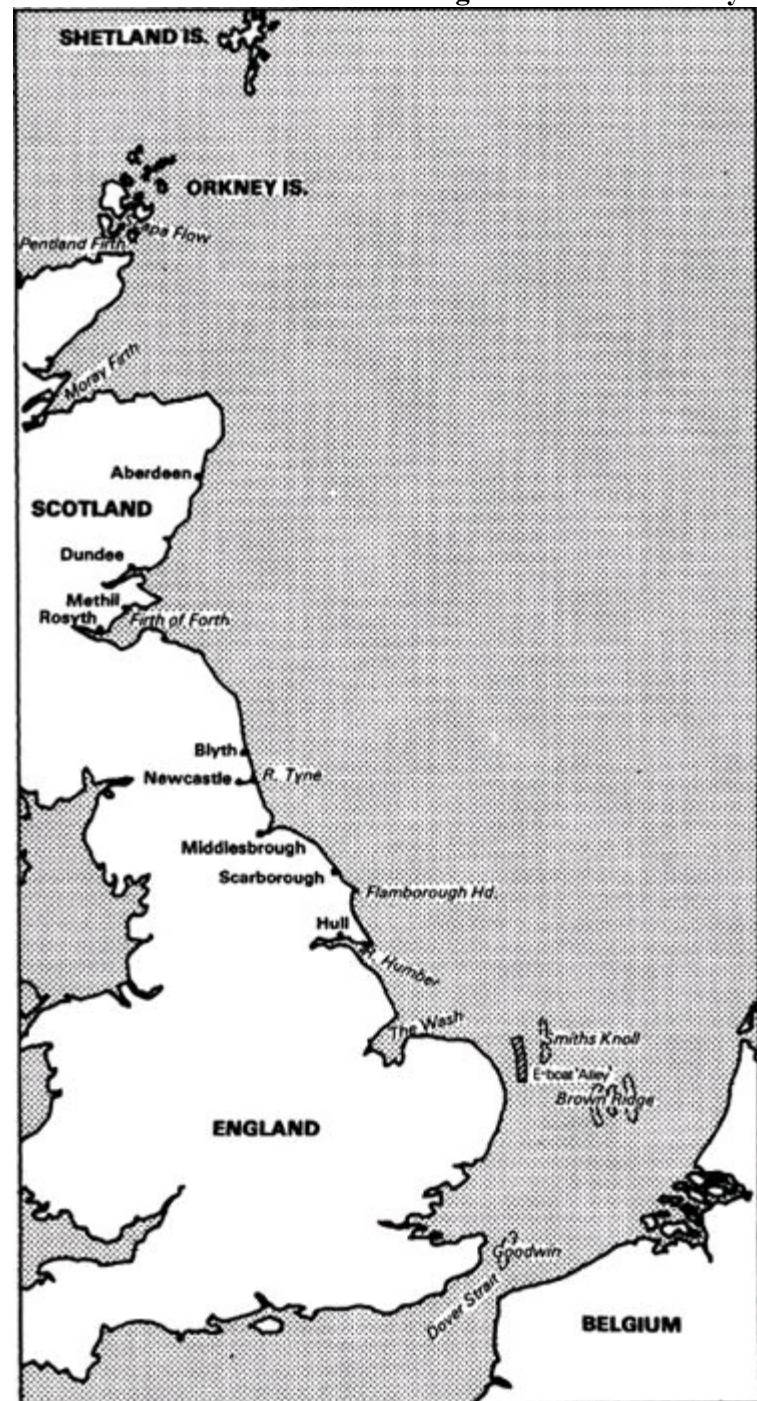 SHETLAND IS.
ORKNEY IS.
Scapa Flow
Pentland Firth
Moray Firth
Aberdeen
SCOTLAND
Dundee
Methil
Rosyth
Firth of Forth
Blyth
Newcastle
R. Tyne
Middlesbrough
Scarborough
Flamborough Hd.
Hull
R. Humber
The Wash
Smiths Knoll
E-boat 'Alley'
Brown Ridge
ENGLAND
Goodwin
Dover Strait
BELGIUM